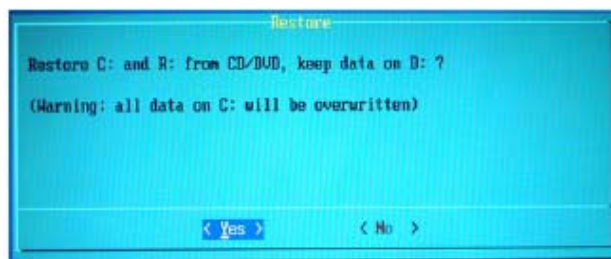 Restore
Restore C: and R: from CD/DVD, keep data on D: ?
(Warning: all data on C: will be overwritten)
< Yes > < No >